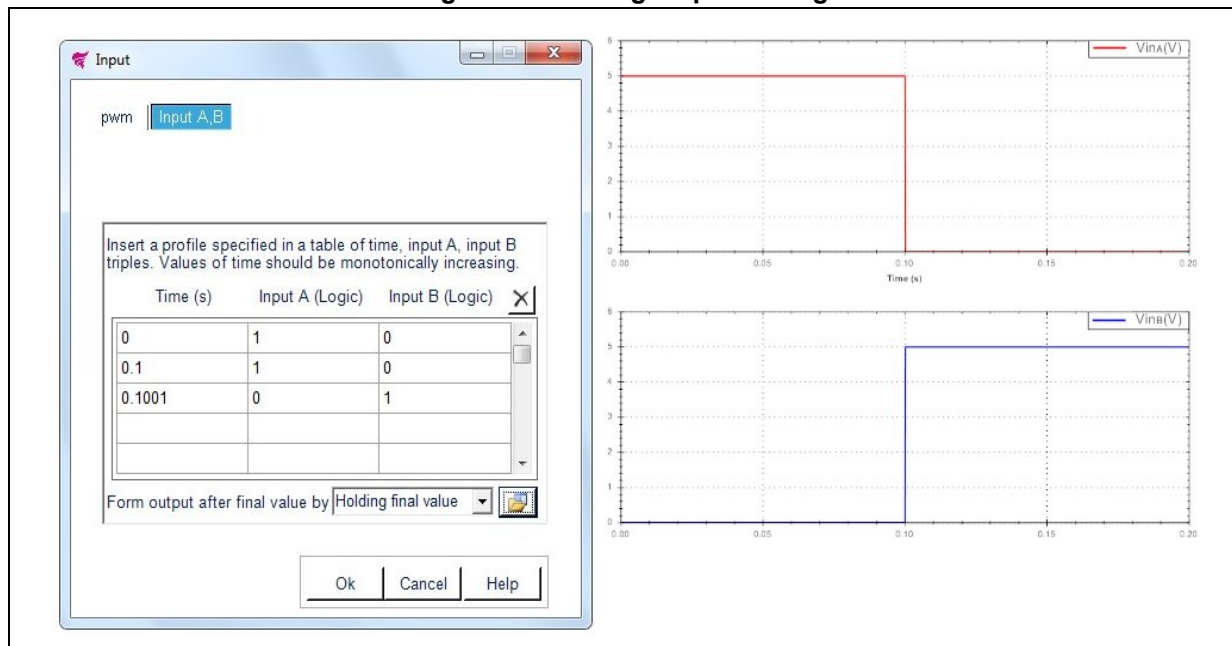 Input
pwm Input A,B
Insert a profile specified in a table of time, input A, input B
triples. Values of time should be monotonically increasing.
Time (s) Input A (Logic) Input B (Logic)
0 1 0
0.1 1 0
0.1001 0 1
Form output after final value by Holding final value
Ok Cancel Help
VinA(V)
6
5
4
3
2
1
0
0.00 0.05 0.10 0.15 0.20
Time (s)
VinB(V)
6
5
4
3
2
1
0
0.00 0.05 0.10 0.15 0.20